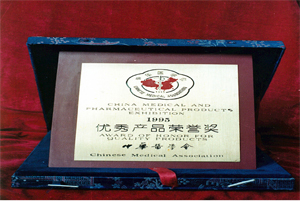 CHINA MEDICAL AND
PHARMACEUTICAL PRODUCTS
EXHIBITION
1995
优秀产品荣誉奖
AWARD OF HONOR FOR
QUALITY PRODUCTS
中华医学会
Chinese Medical Association